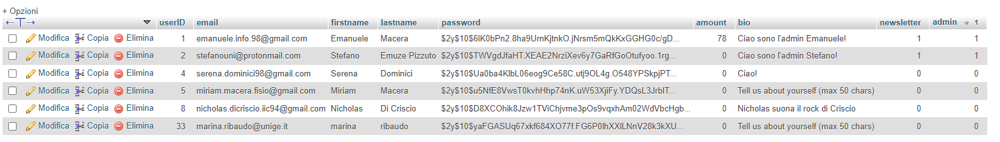 + Opzioni
←T→ ▼ userID email firstname lastname password amount bio newsletter admin 1
Modifica Copia Elimina 1 emanuele.info.98@gmail.com Emanuele Macera $2y$10$6lK0bPn2.8ha9UrnKjtnkO.jNrsm5mQkKxGGHG0c/gD... 78 Ciao sono l'admin Emanuele! 1 1
Modifica Copia Elimina 2 stefanouni@protonmail.com Stefano Emuze Pizzuto $2y$10$TWVgdJfaHT.XEAE2NrziXev6y7GaRfGoOtufyoo.1rg... 0 Ciao sono l'admin Stefano! 1 1
Modifica Copia Elimina 4 serena.dominici98@gmail.com Serena Dominici $2y$10$Ua0ba4KlbL06eog9Ce58C.utj9OL4g.O548YPSkpjPT... 0 Ciao! 0 0
Modifica Copia Elimina 5 miriam.macera.fisio@gmail.com Miriam Macera $2y$10$u5NfE8VwsT0kvhHhp74nK.uW53XjiFy.YDQsL3JrblT... 0 Tell us about yourself (max 50 chars) 0 0
Modifica Copia Elimina 8 nicholas.dicriscio.iic94@gmail.com Nicholas Di Criscio $2y$10$D8XCOhik8Jzw1TViChjvme3pOs9vqxhAm02WdVbcHgb... 0 Nicholas suona il rock di Criscio 0 0
Modifica Copia Elimina 33 marina.ribaudo@unige.it marina ribaudo $2y$10$yaFGASUq67xkf684XO77f.FG6P0lhXXlLNnV28k3kXU... 0 Tell us about yourself (max 50 chars) 0 0